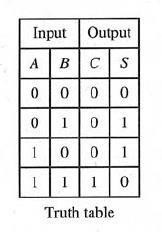 Input Output
A B C S
0 0 0 0
0 1 0 1
1 0 0 1
1 1 1 0
Truth table